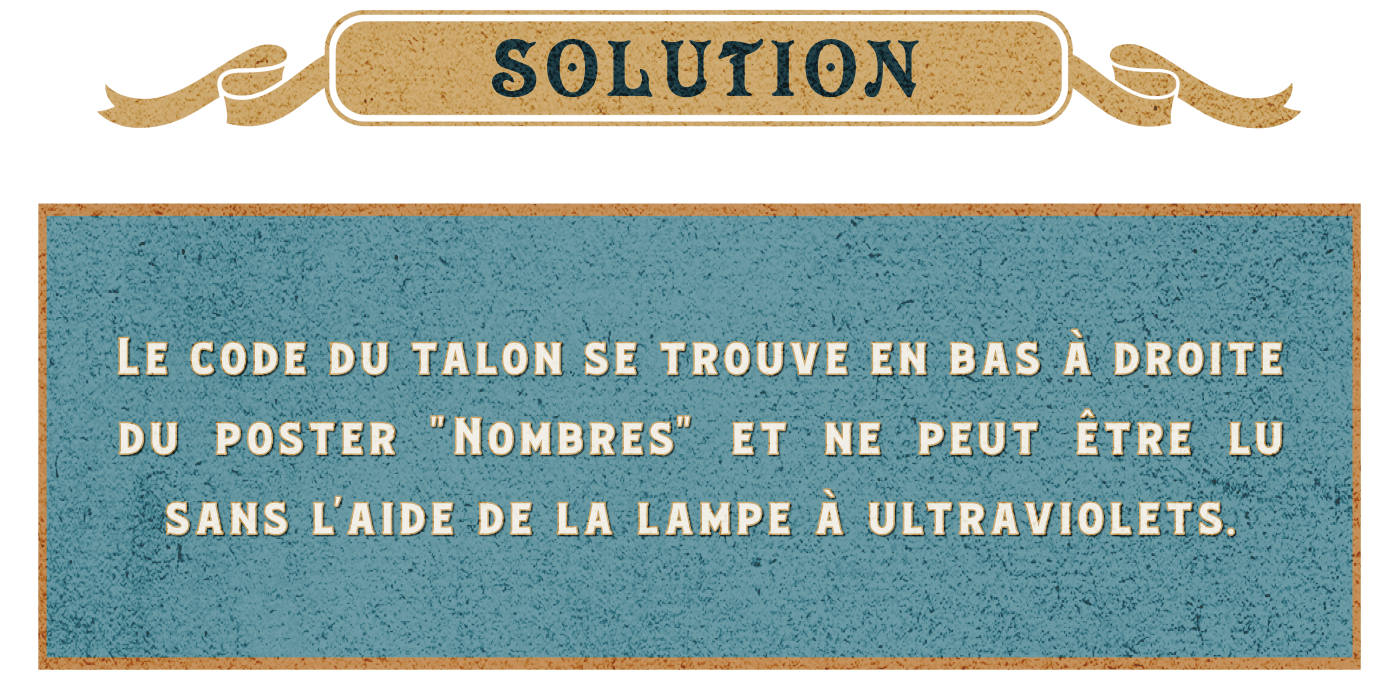 SOLUTION
Le code du talon se trouve en bas à droite
du poster "Nombres" et ne peut être lu
sans l'aide de la lampe à ultraviolets.